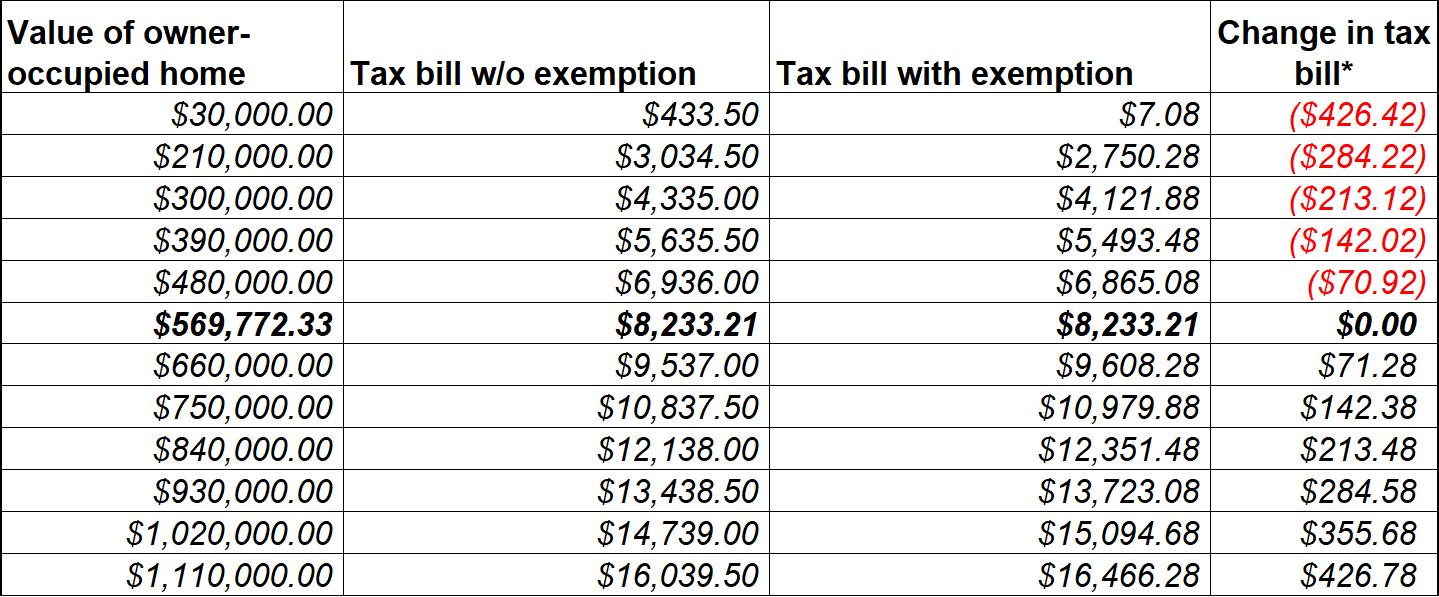 Value of owner-
occupied home Tax bill w/o exemption Tax bill with exemption Change in tax
bill*
$30,000.00 $433.50 $7.08 ($426.42)
$210,000.00 $3,034.50 $2,750.28 ($284.22)
$300,000.00 $4,335.00 $4,121.88 ($213.12)
$390,000.00 $5,635.50 $5,493.48 ($142.02)
$480,000.00 $6,936.00 $6,865.08 ($70.92)
$569,772.33 $8,233.21 $8,233.21 $0.00
$660,000.00 $9,537.00 $9,608.28 $71.28
$750,000.00 $10,837.50 $10,979.88 $142.38
$840,000.00 $12,138.00 $12,351.48 $213.48
$930,000.00 $13,438.50 $13,723.08 $284.58
$1,020,000.00 $14,739.00 $15,094.68 $355.68
$1,110,000.00 $16,039.50 $16,466.28 $426.78